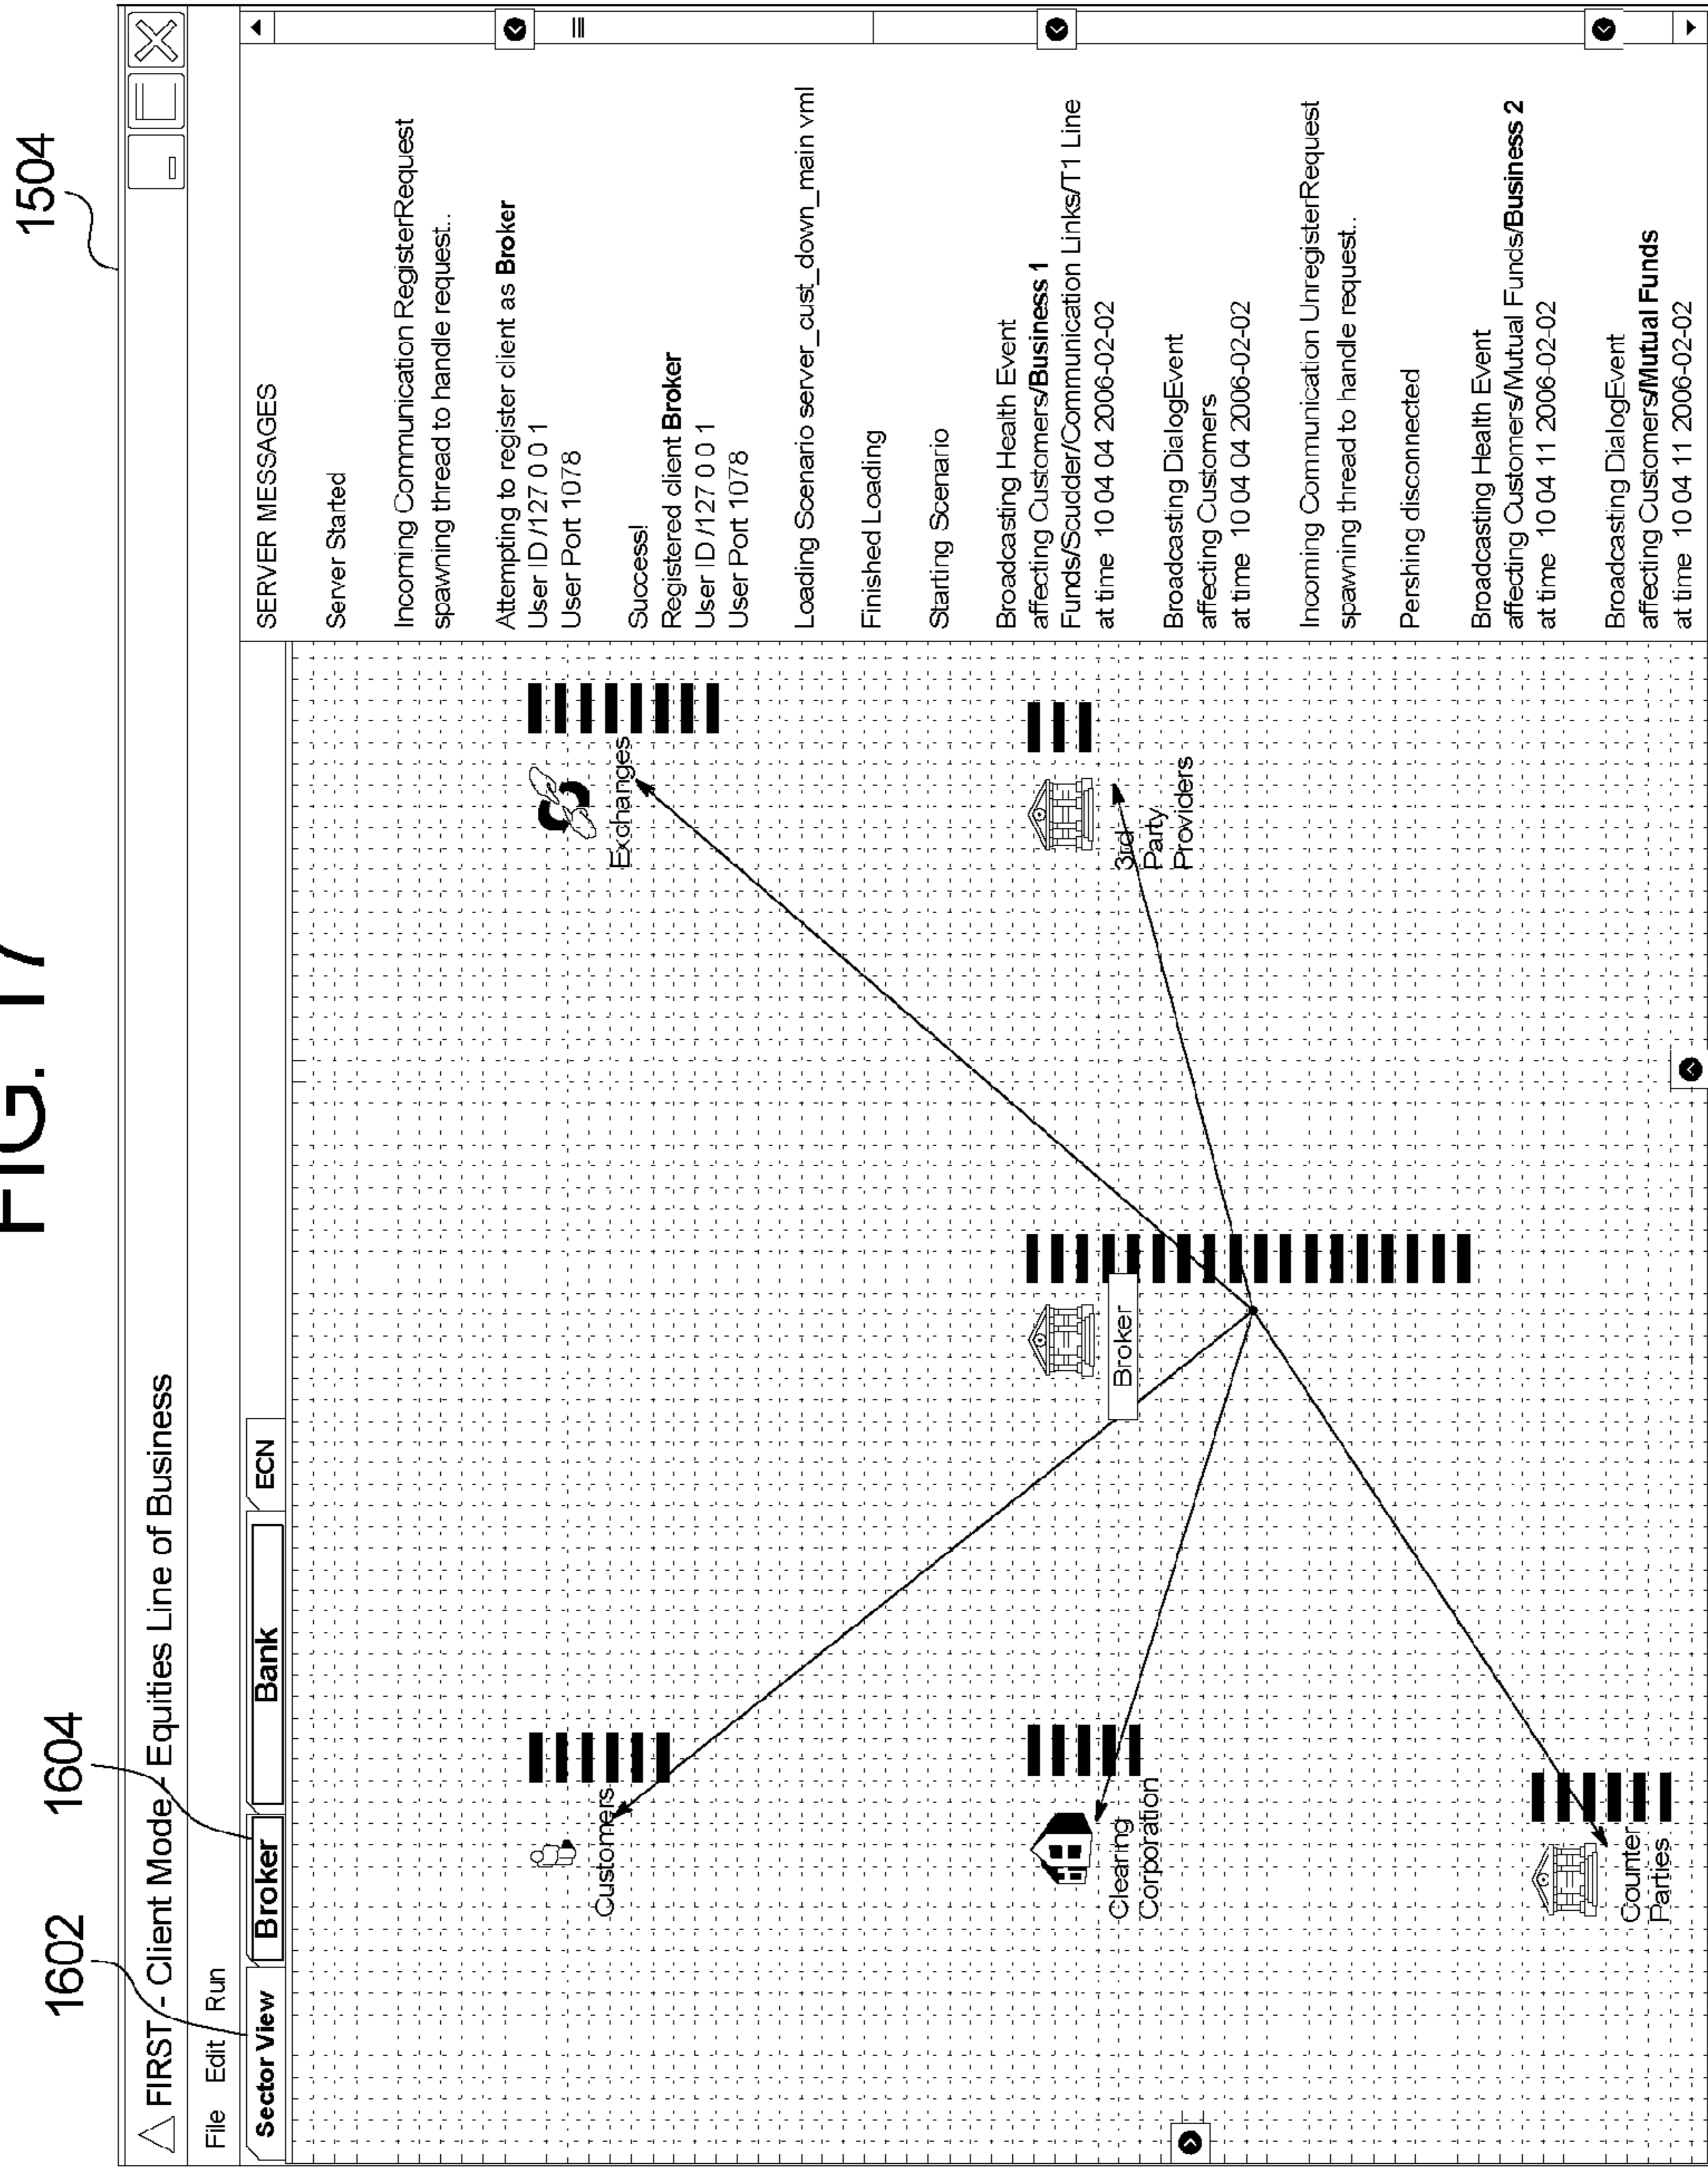 FIG. 17
1504
1602
1604
FIRST - Client Mode - Equities Line of Business
File Edit Run
Sector View
Broker
Bank
ECN
Customers
Exchanges
Clearing
Corporation
Broker
3rd
Party
Providers
Counter
Parties
SERVER MESSAGES
Server Started
Incoming Communication RegisterRequest
spawning thread to handle request..
Attempting to register client as Broker
User ID /127 0 0 1
User Port 1078
Success!
Registered client Broker
User ID /127 0 0 1
User Port 1078
Loading Scenario server_cust_down_main vml
Finished Loading
Starting Scenario
Broadcasting Health Event
affecting Customers/Business 1
Funds/Scudder/Communication Links/T1 Line
at time 10 04 04 2006-02-02
Broadcasting DialogEvent
affecting Customers
at time 10 04 04 2006-02-02
Incoming Communication UnregisterRequest
spawning thread to handle request..
Pershing disconnected
Broadcasting Health Event
affecting Customers/Mutual Funds/Business 2
at time 10 04 11 2006-02-02
Broadcasting DialogEvent
affecting Customers/Mutual Funds
at time 10 04 11 2006-02-02